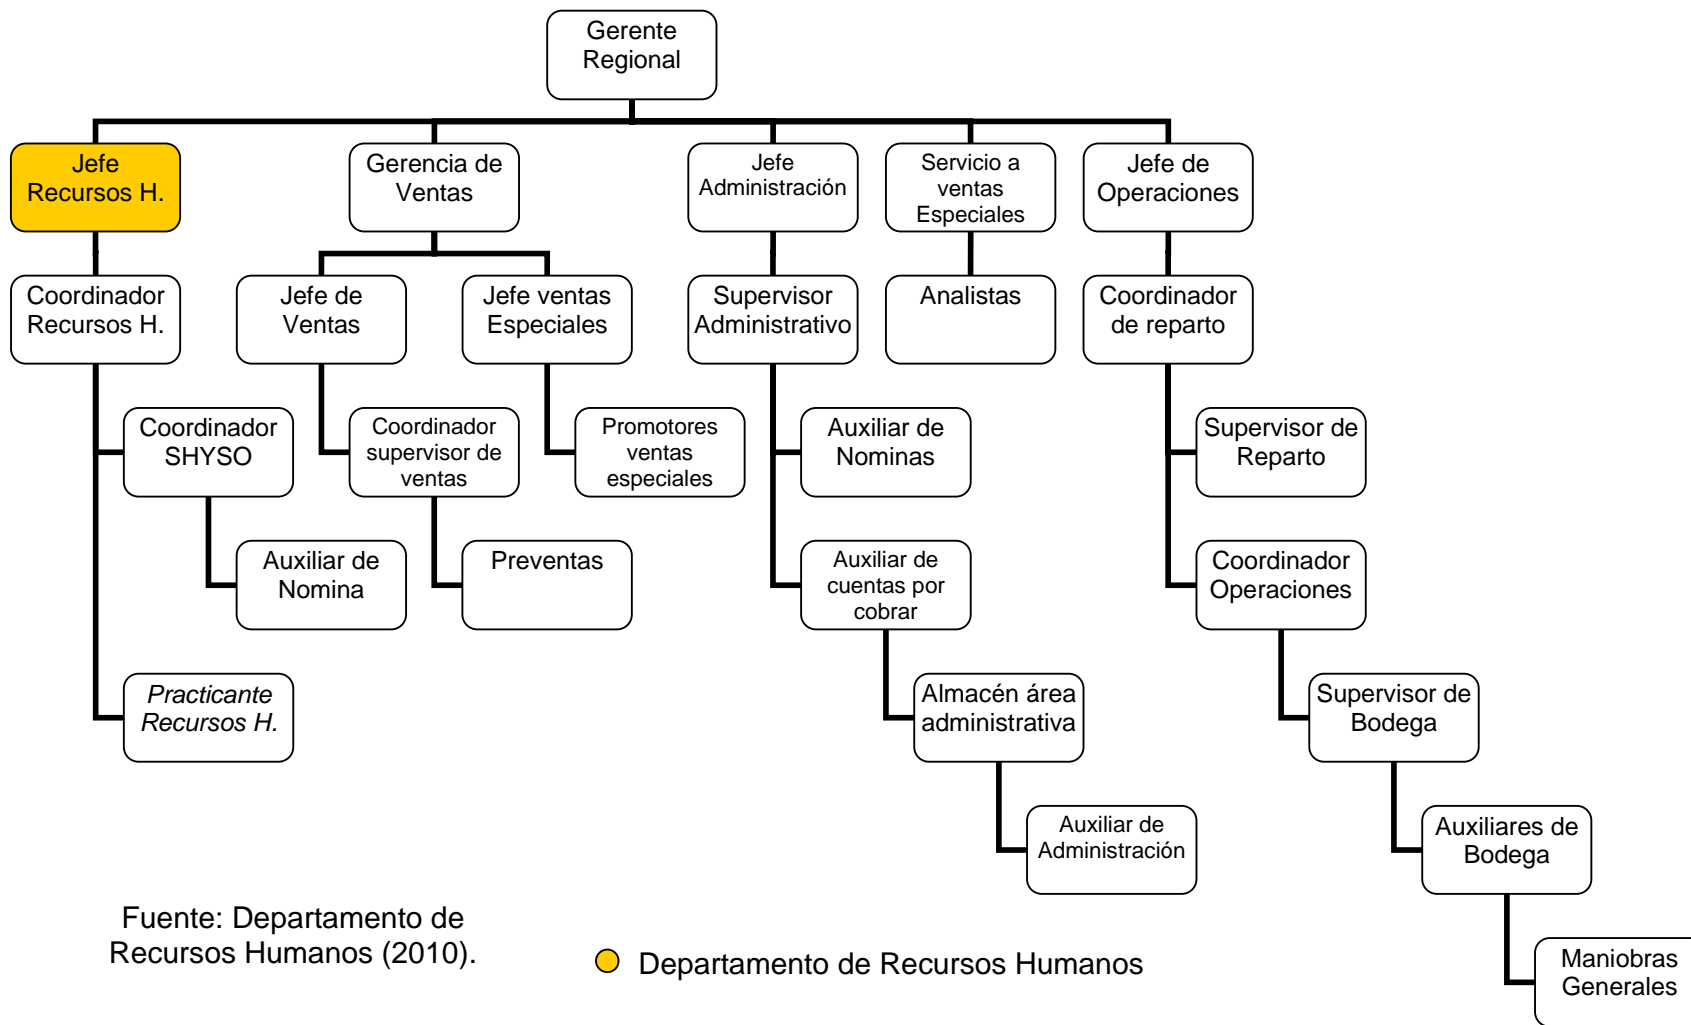 Gerente
Regional
Jefe
Recursos H.
Gerencia de
Ventas
Jefe
Administración
Servicio a
ventas
Especiales
Jefe de
Operaciones
Coordinador
Recursos H.
Jefe de
Ventas
Jefe ventas
Especiales
Supervisor
Administrativo
Analistas
Coordinador
de reparto
Coordinador
SHYSO
Coordinador
supervisor de
ventas
Promotores
ventas
especiales
Auxiliar de
Nominas
Supervisor de
Reparto
Auxiliar de
Nomina
Preventas
Auxiliar de
cuentas por
cobrar
Coordinador
Operaciones
Practicante
Recursos H.
Almacén área
administrativa
Supervisor de
Bodega
Auxiliar de
Administración
Auxiliares de
Bodega
Fuente: Departamento de
Recursos Humanos (2010).
Departamento de Recursos Humanos
Maniobras
Generales